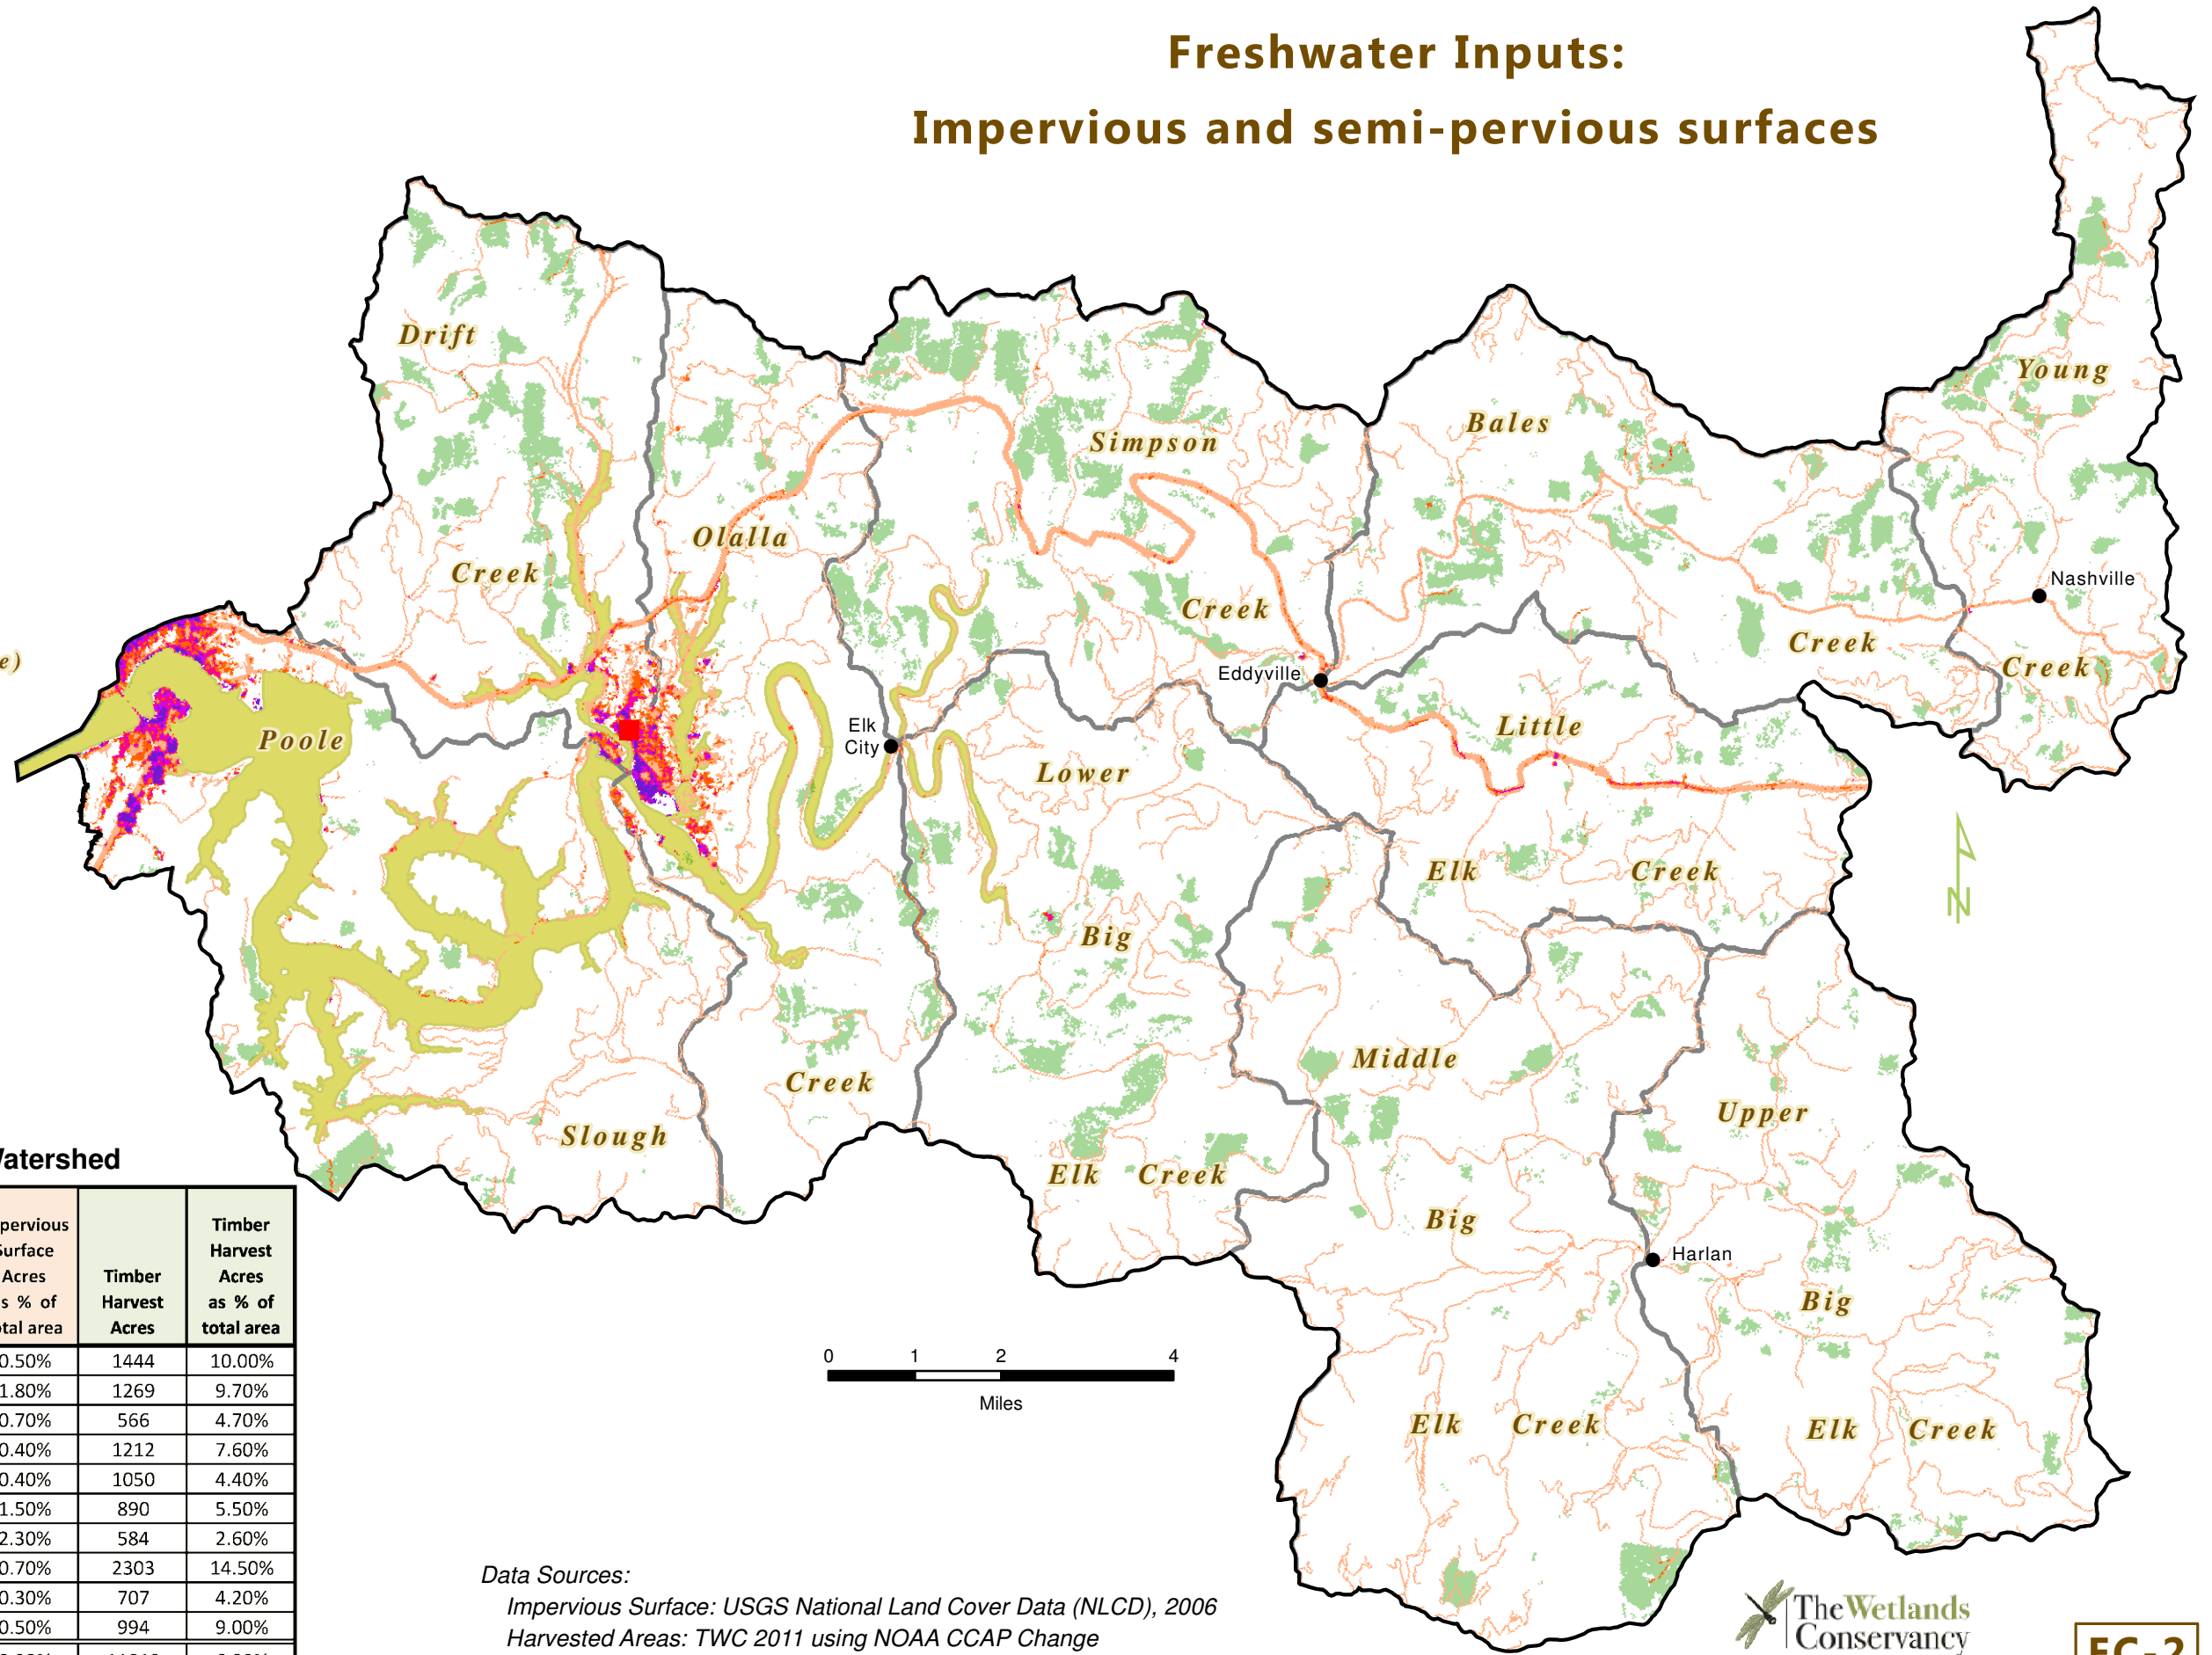 Freshwater Inputs:
Impervious and semi-pervious surfaces
Drift
Creek
Olalla
Creek
Simpson
Creek
Bales
Creek
Young
Creek
Nashville
e)
Poole
Slough
Elk
City
Eddyville
Little
Elk Creek
Lower
Big
Elk Creek
Middle
Big
Elk Creek
Upper
Big
Elk Creek
Harlan
N
0 1 2 4
Miles
Watershed
pervious
Surface
Acres
s % of
otal area
Timber
Harvest
Acres
Timber
Harvest
Acres
as % of
total area
0.50% 1444 10.00%
1.80% 1269 9.70%
0.70% 566 4.70%
0.40% 1212 7.60%
0.40% 1050 4.40%
1.50% 890 5.50%
2.30% 584 2.60%
0.70% 2303 14.50%
0.30% 707 4.20%
0.50% 994 9.00%
Data Sources:
Impervious Surface: USGS National Land Cover Data (NLCD), 2006
Harvested Areas: TWC 2011 using NOAA CCAP Change
The Wetlands
Conservancy